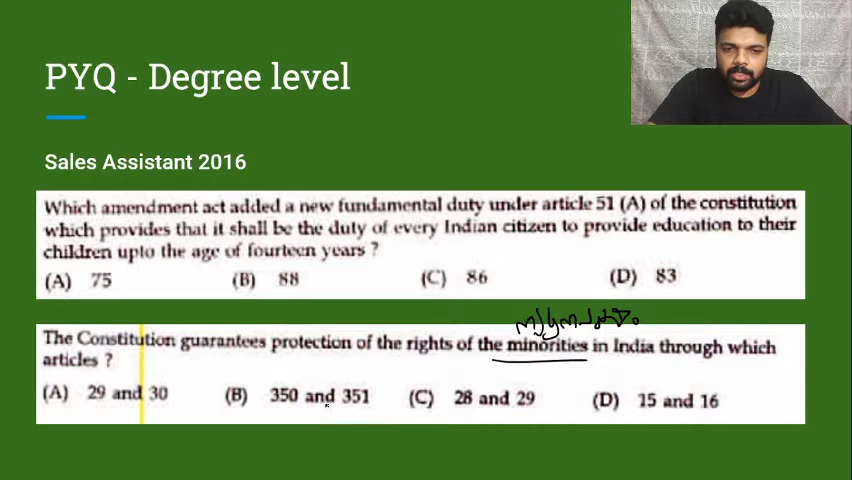 PYQ - Degree level
Sales Assistant 2016
Which amendment act added a new fundamental duty under article 51 (A) of the constitution
which provides that it shall be the duty of every Indian citizen to provide education to their
children upto the age of fourteen years ?
(A) 75 (B) 88 (C) 86 (D) 83
The Constitution guarantees protection of the rights of the minorities in India through which
articles ?
(A) 29 and 30 (B) 350 and 351 (C) 28 and 29 (D) 15 and 16